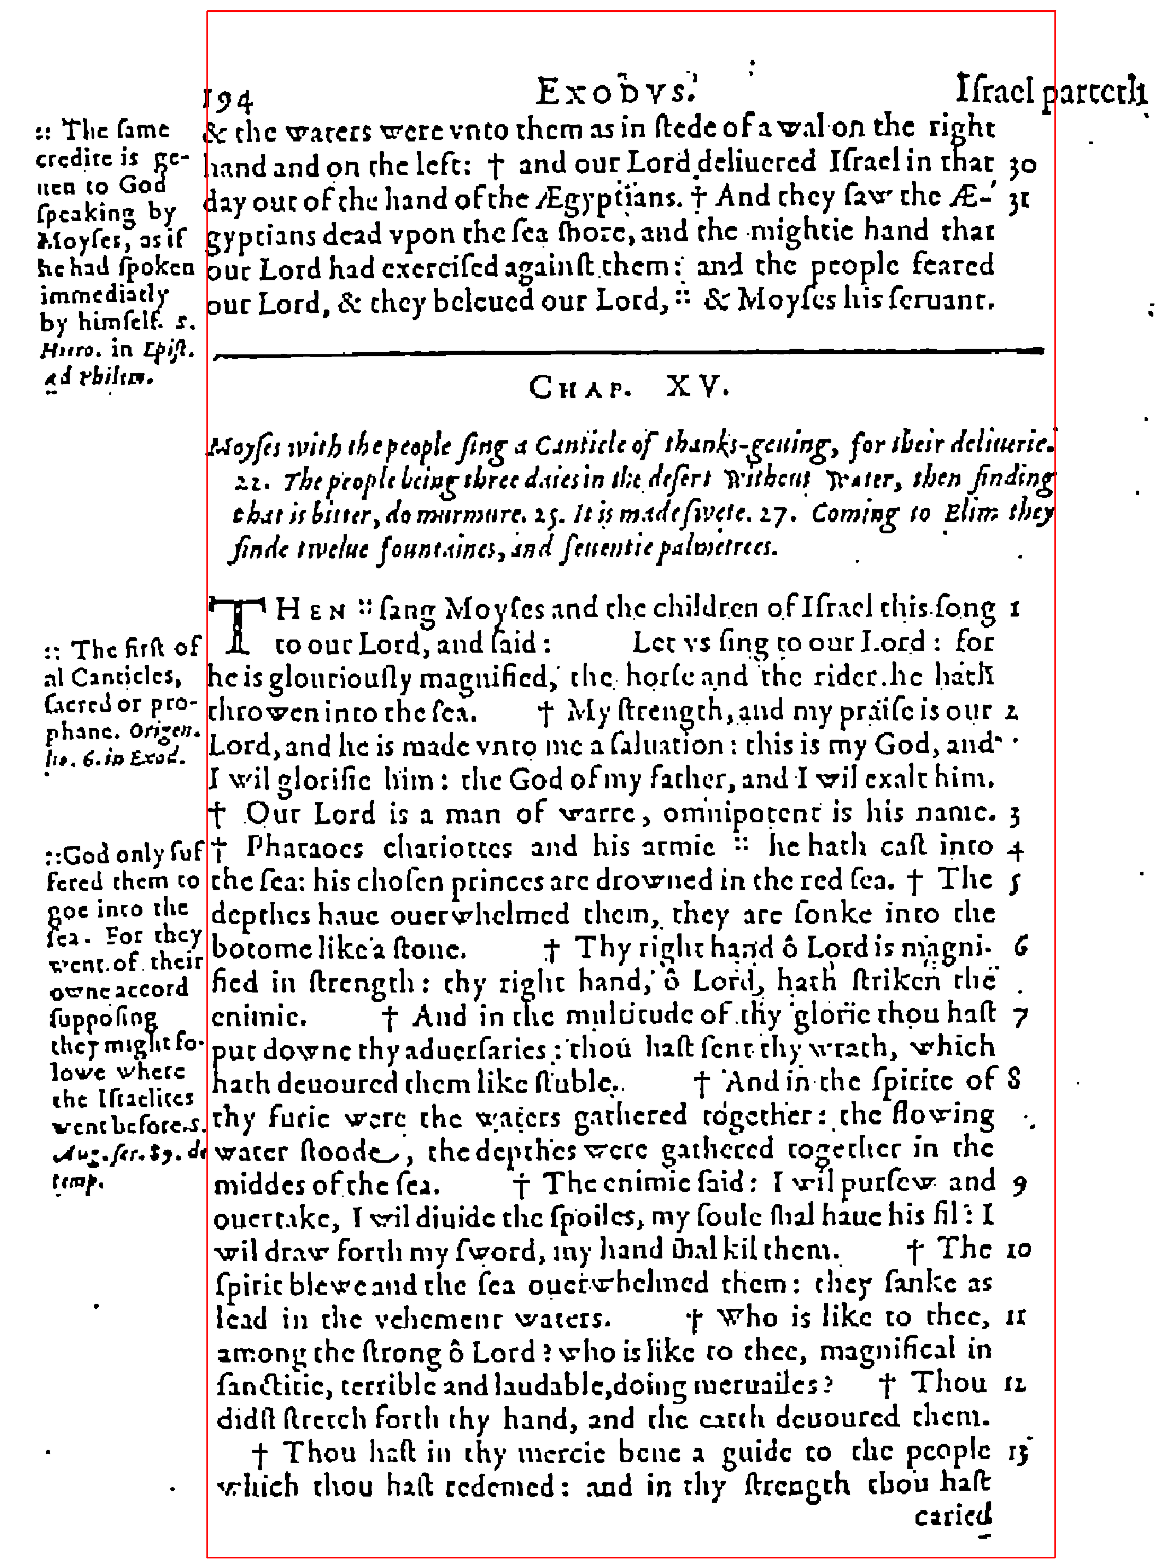 194 Exodvs. Iſrael parteth
& the waters were vnto them as in ſtede of a wal on the right
hand and on the left: † and our Lord deliuered Iſrael in that 30
day out of the hand of the Ægyptians. † And they ſaw the Æ- 31
gyptians dead vpon the ſea ſhore, and the mightie hand that
our Lord had exerciſed againſt them: and the people feared
our Lord, & they beleued our Lord, :: & Moyſes his ſeruant.
:: The ſame
credite is ge-
uen to God
ſpeaking by
Moyſes, as if
he had ſpoken
immediatly
by himſelf. S.
Hiero. in Epiſt.
ad Philem.
Chap. XV.
Moyſes with the people ſing a Canticle of thanks-geuing, for their deliuerie.
22. The people being three daies in the deſert without water, then finding
that is bitter, do murmure. 25. It is made ſwete. 27. Coming to Elim they
finde twelue fountaines, and ſeuentie palmetrees.
THen :: ſang Moyſes and the children of Iſrael this ſong 1
to our Lord, and ſaid: Let vs ſing to our Lord: for
he is glouriouſly magnified, the horſe and the rider he hath
throwen into the ſea. † My ſtrength, and my praiſe is our 2
Lord, and he is made vnto me a ſaluation: this is my God, and
I wil glorifie him: the God of my father, and I wil exalt him.
† Our Lord is a man of warre, omnipotent is his name. 3
† Pharaoes chariottes and his armie :: he hath caſt into 4
the ſea: his choſen princes are drowned in the red ſea. † The 5
depthes haue ouerwhelmed them, they are ſonke into the
botome like a ſtone. † Thy right hand ô Lord is magni- 6
fied in ſtrength: thy right hand, ô Lord, hath ſtriken the
enimie. † And in the multitude of thy glorie thou haſt 7
put downe thy aduerſaries: thou haſt ſent thy wrath, which
hath deuoured them like ſtuble. † And in the ſpirite of 8
thy furie were the waters gathered together: the flowing
water ſtoode, the depthes were gathered together in the
middes of the ſea. † The enimie ſaid: I wil purſew and 9
ouertake, I wil diuide the ſpoiles, my ſoule ſhal haue his fil: I
wil draw forth my ſword, my hand ſhal kil them. † The 10
ſpirit blewe and the ſea ouerwhelmed them: they ſanke as
lead in the vehement waters. † Who is like to thee, 11
among the ſtrong ô Lord? who is like to thee, magnifical in
ſanctitie, terrible and laudable, doing meruailes? † Thou 12
didſt ſtretch forth thy hand, and the earth deuoured them.
† Thou haſt in thy mercie bene a guide to the people 13
which thou haſt redemed: and in thy ſtrength thou haſt
caried
:: The firſt of
al Canticles,
ſacred or pro-
phane. Origen.
ho. 6. in Exod.
::God only ſuf
fered them to
goe into the
ſea. For they
went of their
owne accord
ſuppoſing
they might fo-
lowe where
the Iſraelites
went before. S.
Aug. ſer. 89. de
temp.